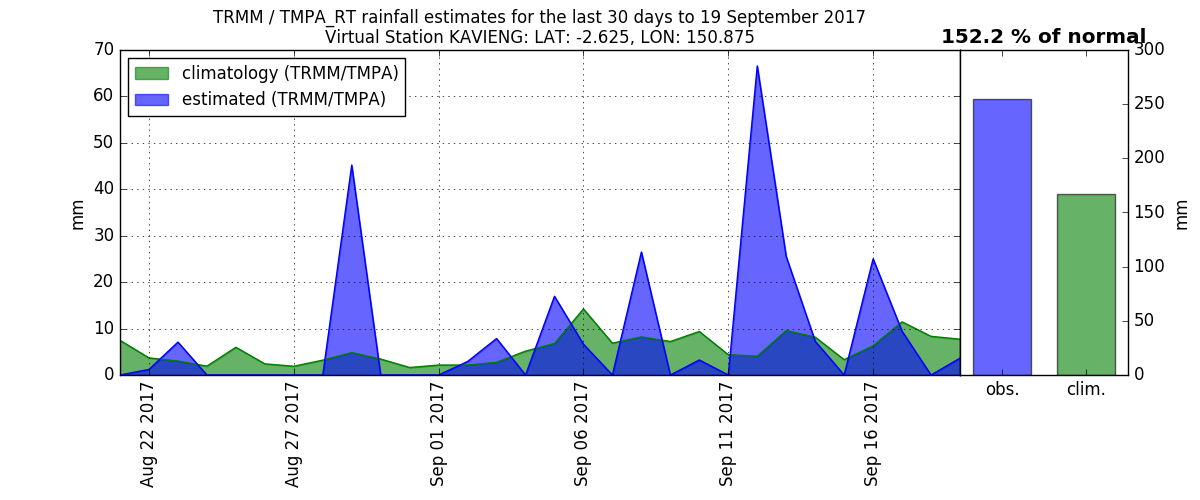 TRMM / TMPA_RT rainfall estimates for the last 30 days to 19 September 2017
Virtual Station KAVIENG: LAT: -2.625, LON: 150.875
152.2 % of normal
climatology (TRMM/TMPA)
estimated (TRMM/TMPA)
70
60
50
40
30
20
10
0
mm
Aug 22 2017
Aug 27 2017
Sep 01 2017
Sep 06 2017
Sep 11 2017
Sep 16 2017
300
250
200
150
100
50
0
mm
obs.
clim.